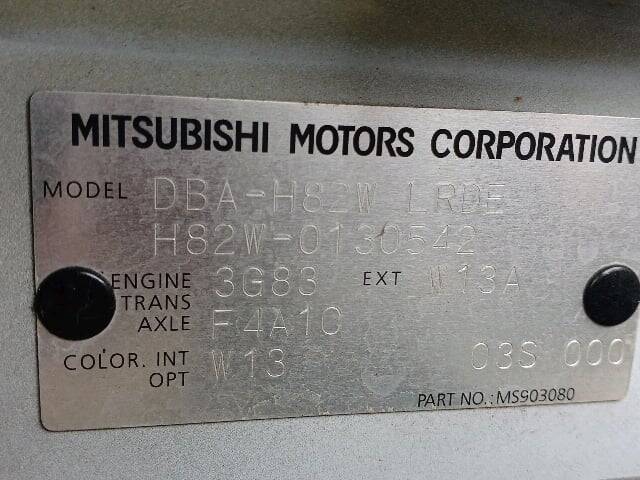 MITSUBISHI MOTORS CORPORATION
MODEL DBA-H82W LRDE
H82W-0130542
ENGINE 3G83 EXT W13A
TRANS
AXLE F4A10
COLOR. INT W13 03S 000
OPT
PART NO.: MS903080